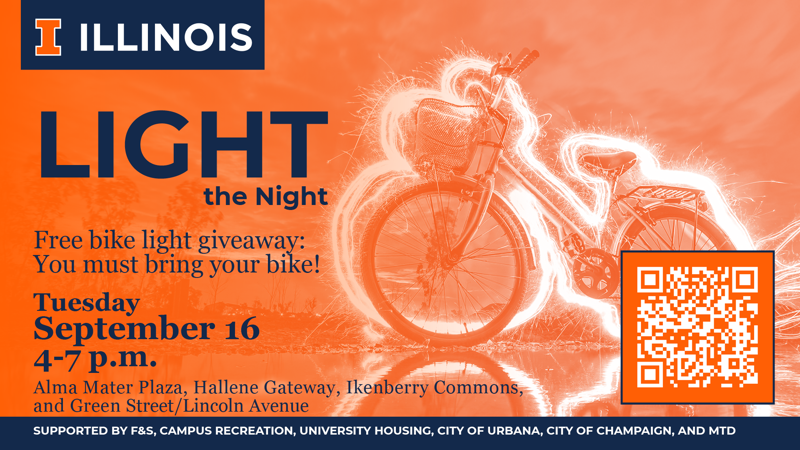 I ILLINOIS
LIGHT
the Night
Free bike light giveaway:
You must bring your bike!
Tuesday
September 16
4-7 p.m.
Alma Mater Plaza, Hallene Gateway, Ikenberry Commons,
and Green Street/Lincoln Avenue
SUPPORTED BY F&S, CAMPUS RECREATION, UNIVERSITY HOUSING, CITY OF URBANA, CITY OF CHAMPAIGN, AND MTD